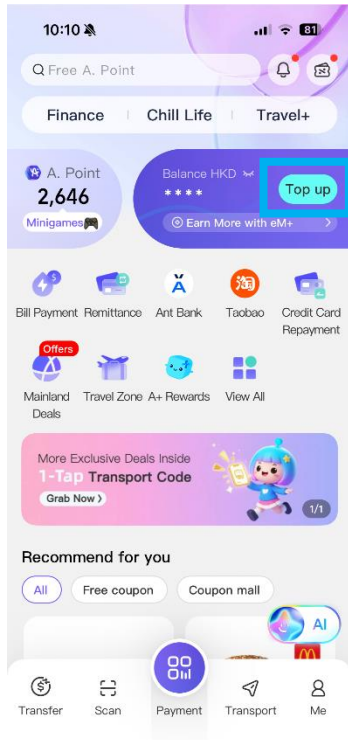 10:10
81
Free A. Point
Finance
Chill Life
Travel+
A. Point
2,646
Minigames
Balance HKD
****
Top up
Earn More with eM+
Bill Payment
Remittance
Ant Bank
淘
Taobao
Credit Card
Repayment
Offers
Mainland
Deals
Travel Zone
A+ Rewards
View All
More Exclusive Deals Inside
1-Tap Transport Code
Grab Now
1/1
Recommend for you
All
Free coupon
Coupon mall
AI
Transfer
Scan
Payment
Transport
Me